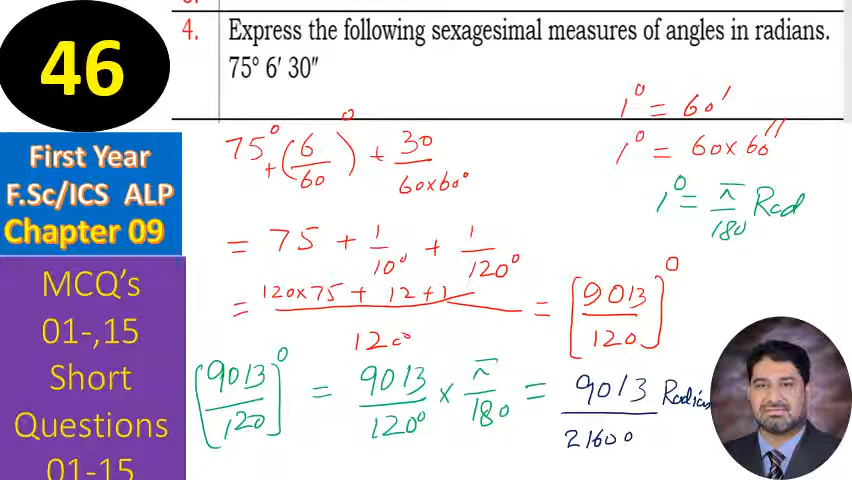 46
4. Express the following sexagesimal measures of angles in radians.
75° 6′ 30″
1° = 60′
1° = 60×60″
1° = π/180 Rad
75° + (6/60)° + 30/60×60°
= 75 + 1/10° + 1/120°
= 120×75 + 12+1/120° = [9013/120]°
[9013/120]° = 9013/120° × π/180 = 9013/21600 Radian
First Year
F.Sc/ICS ALP
Chapter 09
MCQ's
01-,15
Short
Questions
01-15